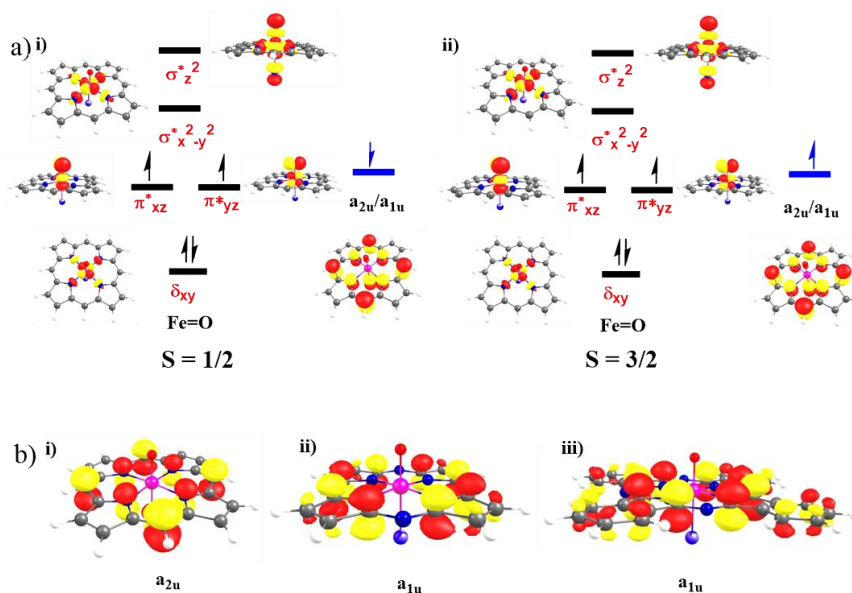 a) i)
σ*z2
σ*x2-y2
π*xz
π*yz
a2u/a1u
δxy
Fe=O
S = 1/2
ii)
σ*z2
σ*x2-y2
π*xz
π*yz
a2u/a1u
δxy
Fe=O
S = 3/2
b) i)
ii)
iii)
a2u
a1u
a1u